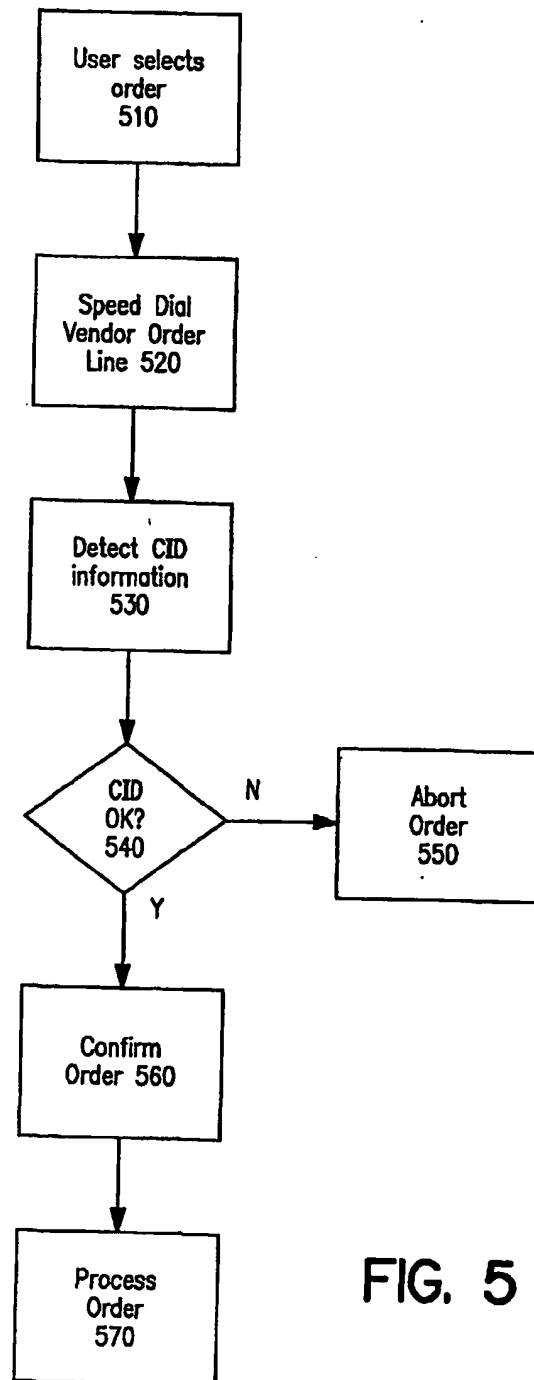 User selects
order
510
Speed Dial
Vendor Order
Line 520
Detect CID
information
530
CID
OK?
540
N
Abort
Order
550
Y
Confirm
Order 560
Process
Order
570
FIG. 5